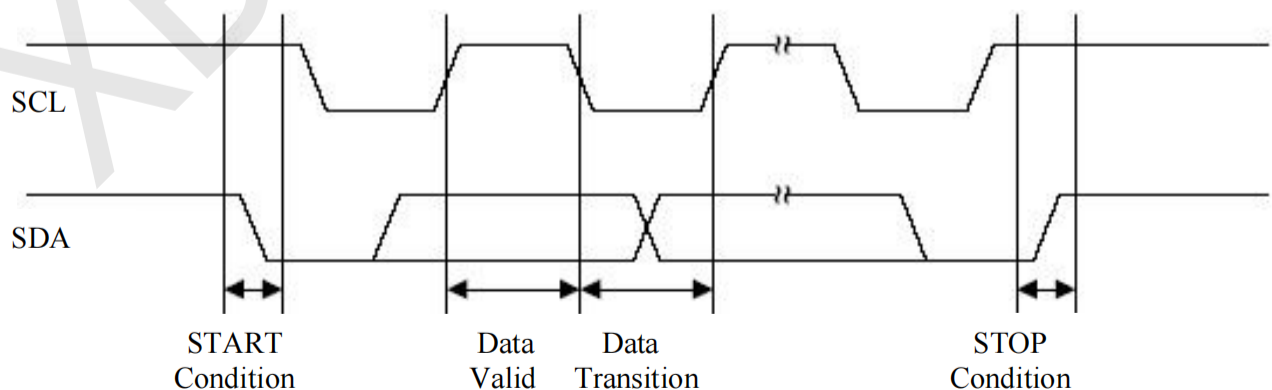 SCL
SDA
START Data Data STOP
Condition Valid Transition Condition